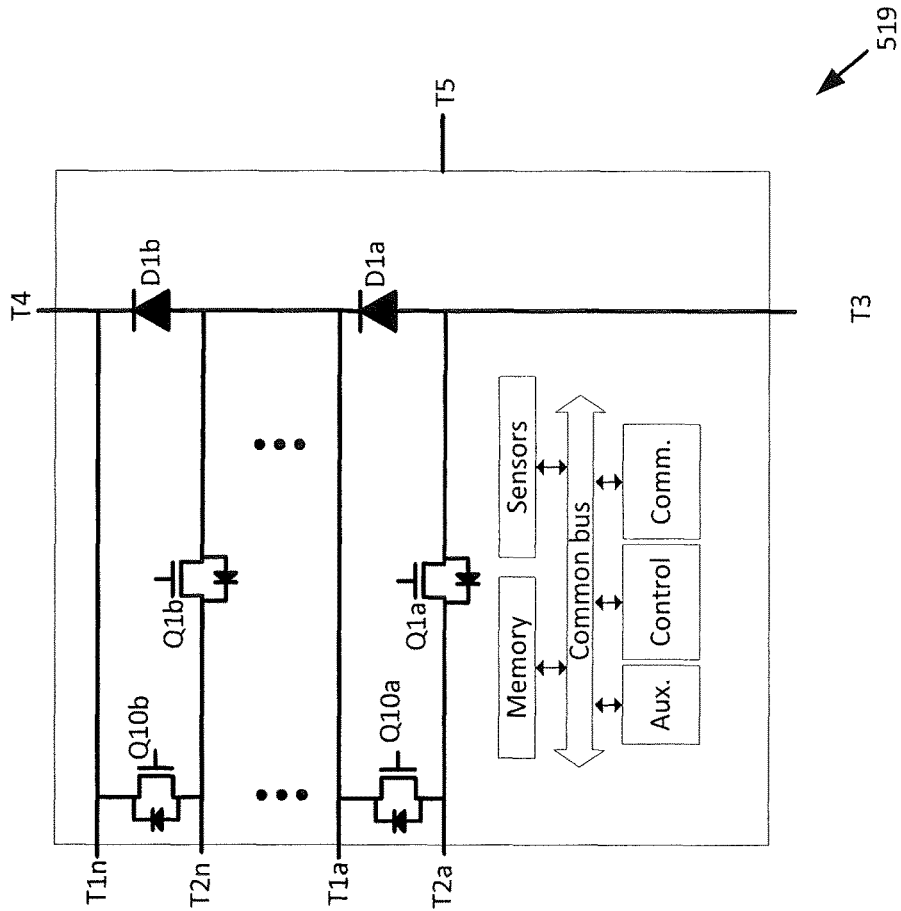 T4
T1n
Q10b
D1b
T2n
Q1b
T1a
Q10a
D1a
T2a
Q1a
T5
T3
Memory
Sensors
Common bus
Aux.
Control
Comm.
519